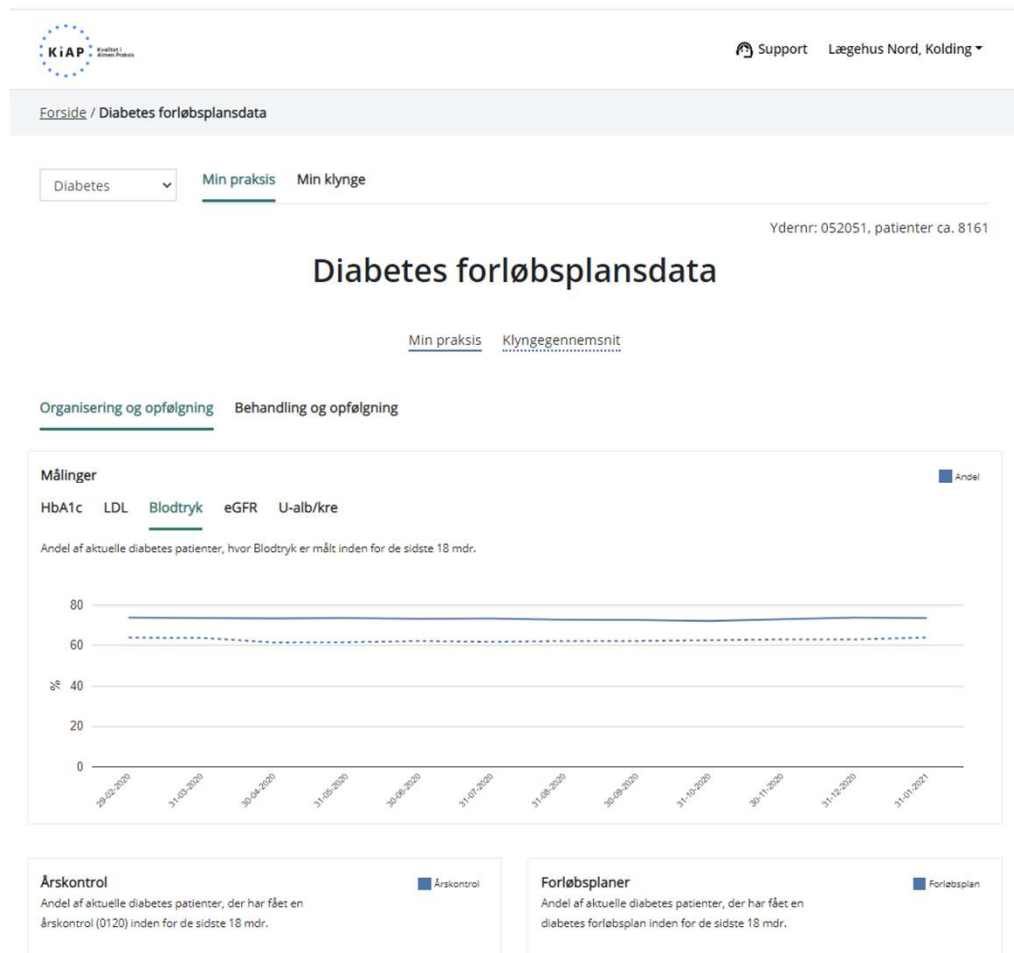 KiAP Kvalitet i
Almen Praksis
Support Lægehus Nord, Kolding
Forside / Diabetes forløbsplansdata
Diabetes Min praksis Min klynge
Ydernr: 052051, patienter ca. 8161
Diabetes forløbsplansdata
Min praksis Klyngegennemsnit
Organisering og opfølgning Behandling og opfølgning
Målinger
Andel
HbA1c LDL Blodtryk eGFR U-alb/kre
Andel af aktuelle diabetes patienter, hvor Blodtryk er målt inden for de sidste 18 mdr.
80
60
% 40
20
0
29-02-2020 31-03-2020 30-04-2020 31-05-2020 30-06-2020 31-07-2020 31-08-2020 30-09-2020 31-10-2020 30-11-2020 31-12-2020 31-01-2021
Årskontrol
Årskontrol
Andel af aktuelle diabetes patienter, der har fået en
årskontrol (0120) inden for de sidste 18 mdr.
Forløbsplaner
Forløbsplan
Andel af aktuelle diabetes patienter, der har fået en
diabetes forløbsplan inden for de sidste 18 mdr.